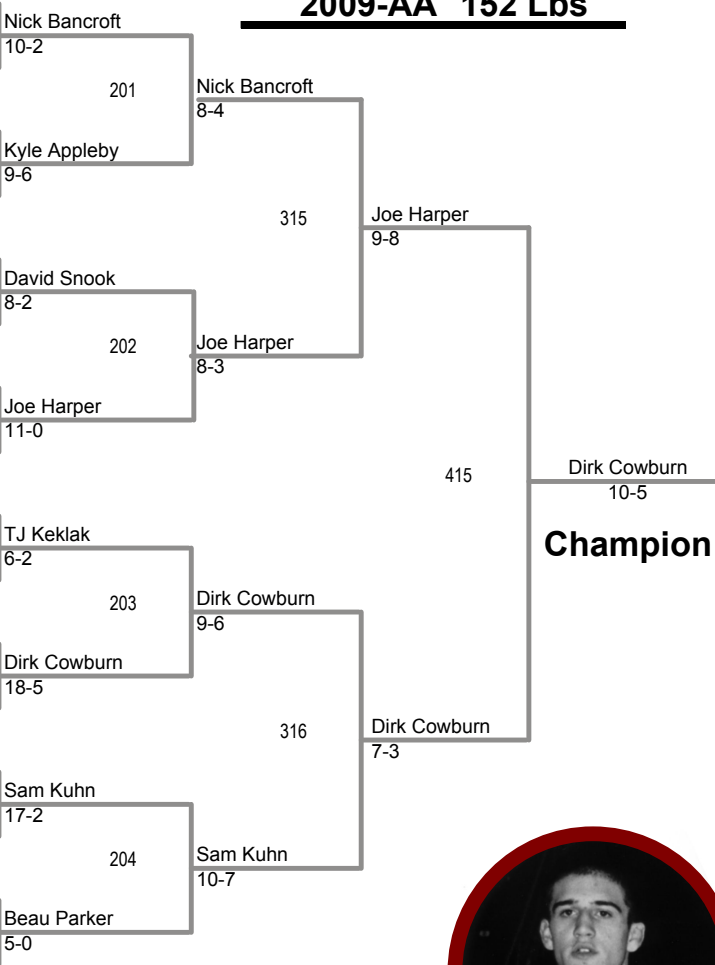 2009-AA 152 Lbs
Nick Bancroft
10-2
201
Nick Bancroft
8-4
Kyle Appleby
9-6
315
Joe Harper
9-8
David Snook
8-2
202
Joe Harper
8-3
Joe Harper
11-0
415
Dirk Cowburn
10-5
Champion
TJ Keklak
6-2
203
Dirk Cowburn
9-6
Dirk Cowburn
18-5
316
Dirk Cowburn
7-3
Sam Kuhn
17-2
204
Sam Kuhn
10-7
Beau Parker
5-0